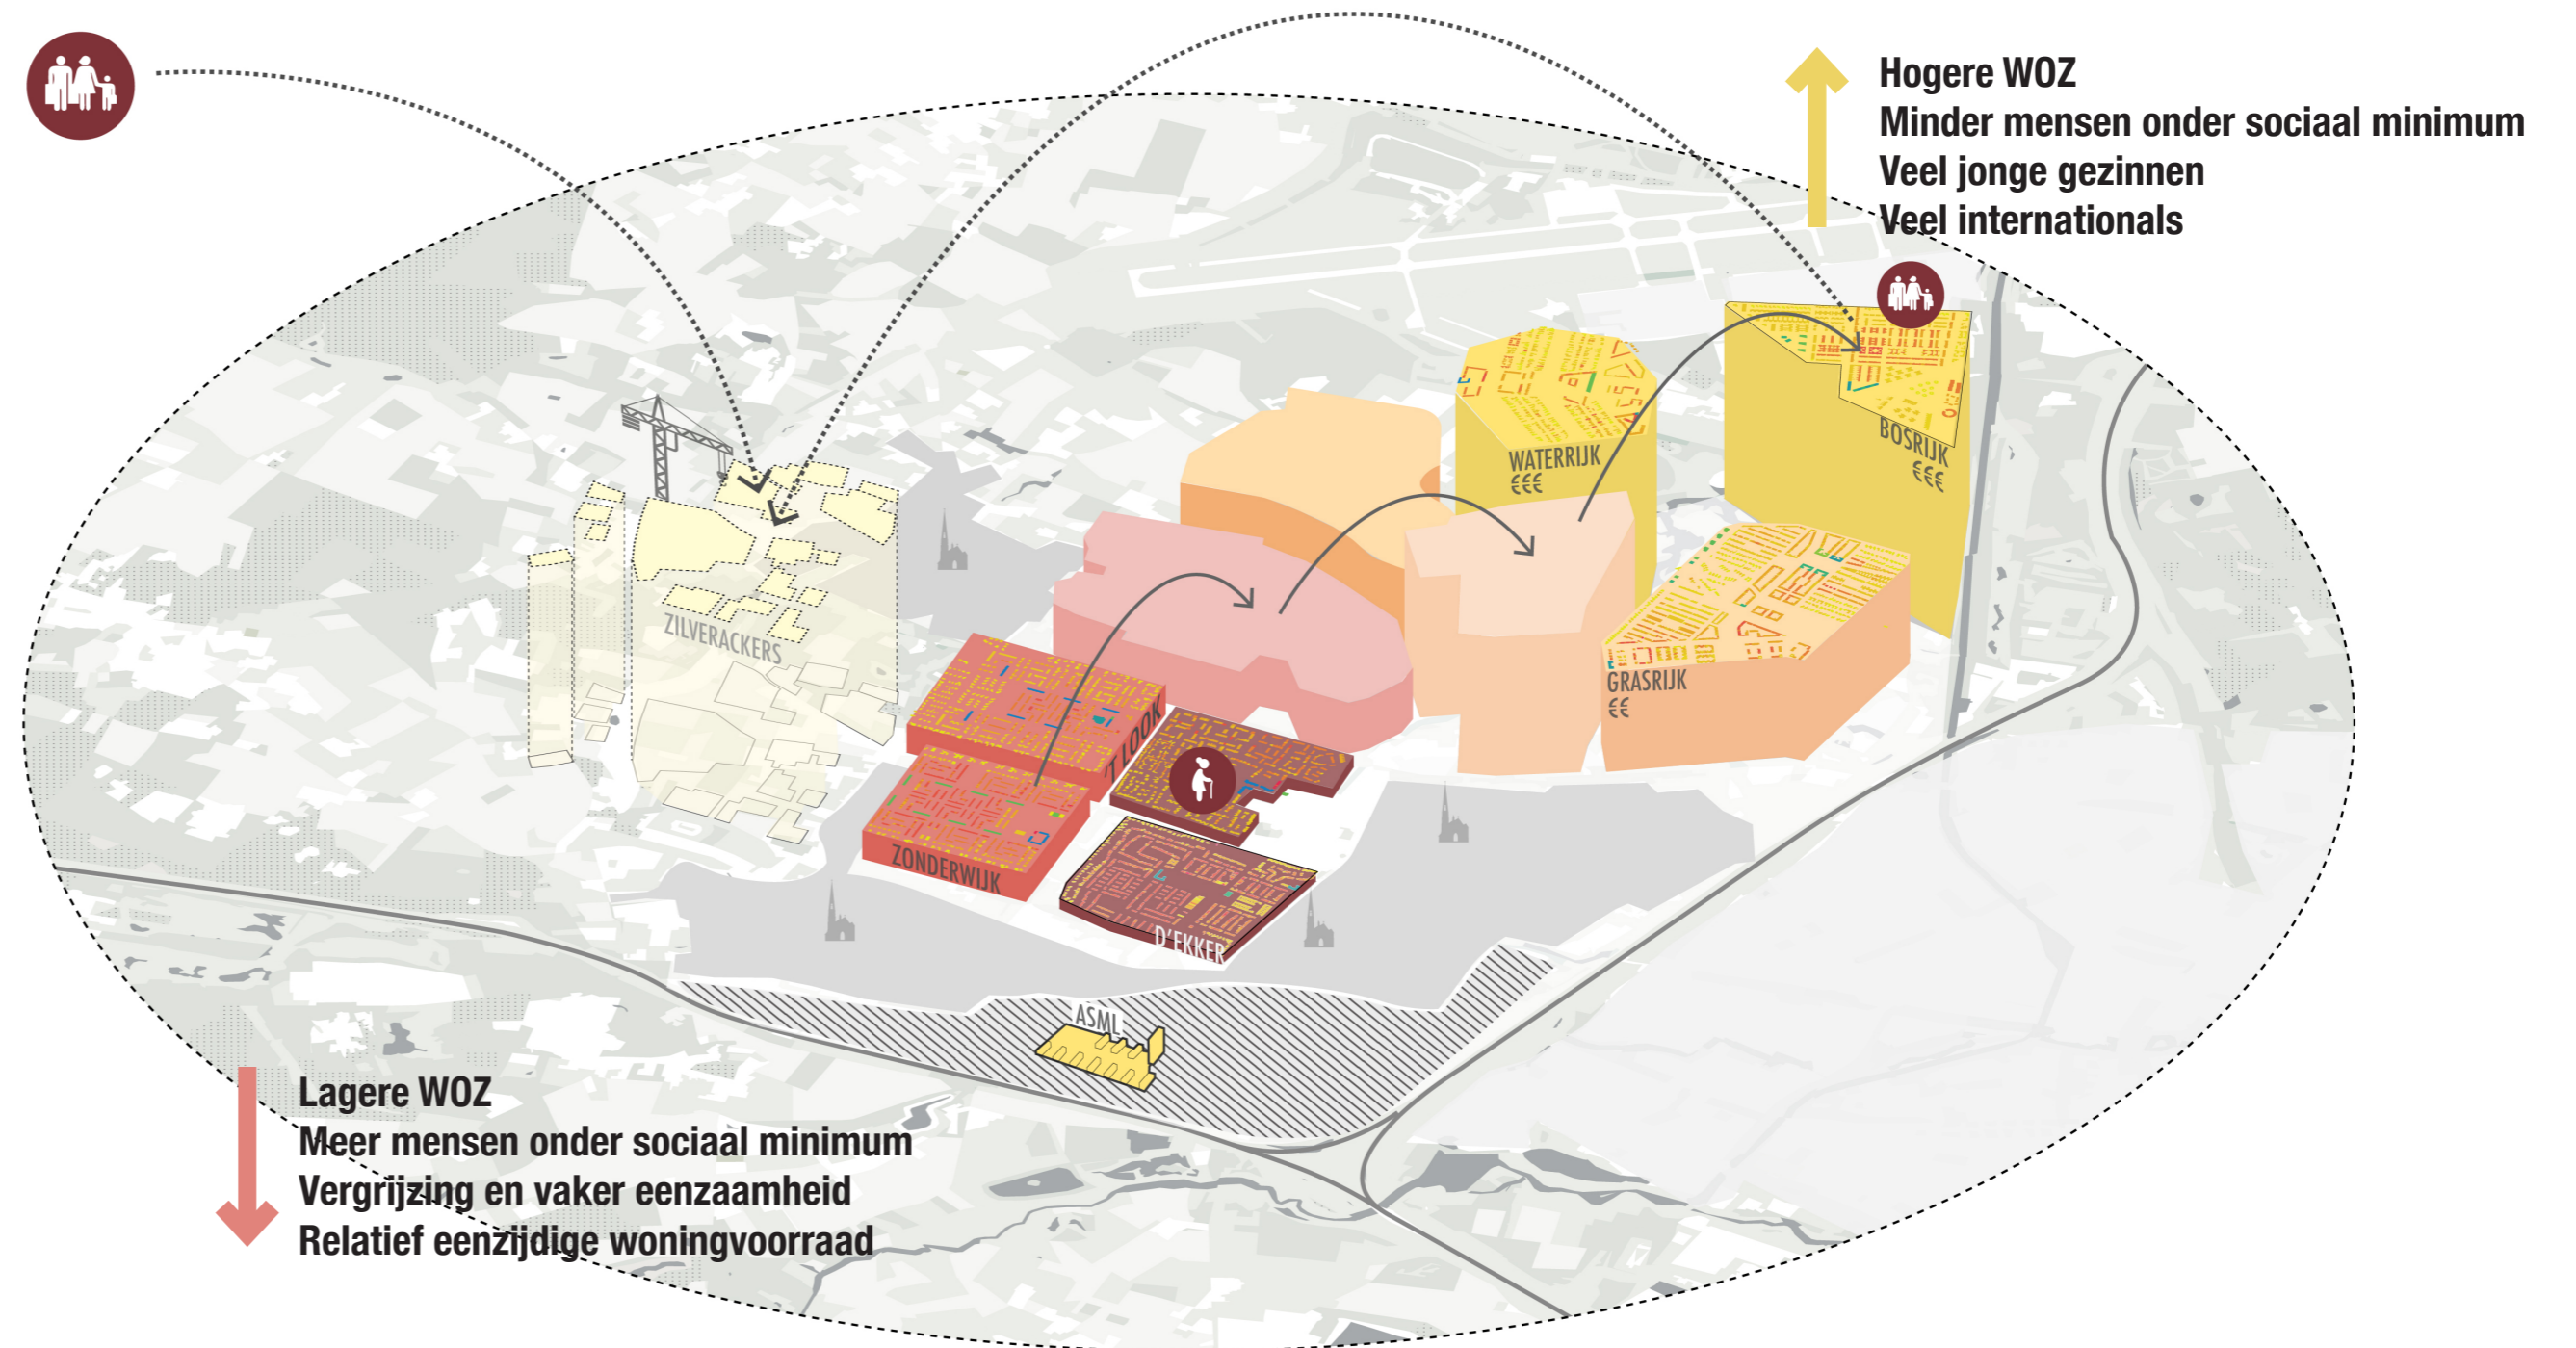 Hogere WOZ
Minder mensen onder sociaal minimum
Veel jonge gezinnen
Veel internationals
BOSRIJK
€€€
WATERRIJK
€€€
ZILVERACKERS
GRASRIJK
€€
'T LOOK
ZONDERWIJK
D'EKKER
ASML
Lagere WOZ
Meer mensen onder sociaal minimum
Vergrijzing en vaker eenzaamheid
Relatief eenzijdige woningvoorraad